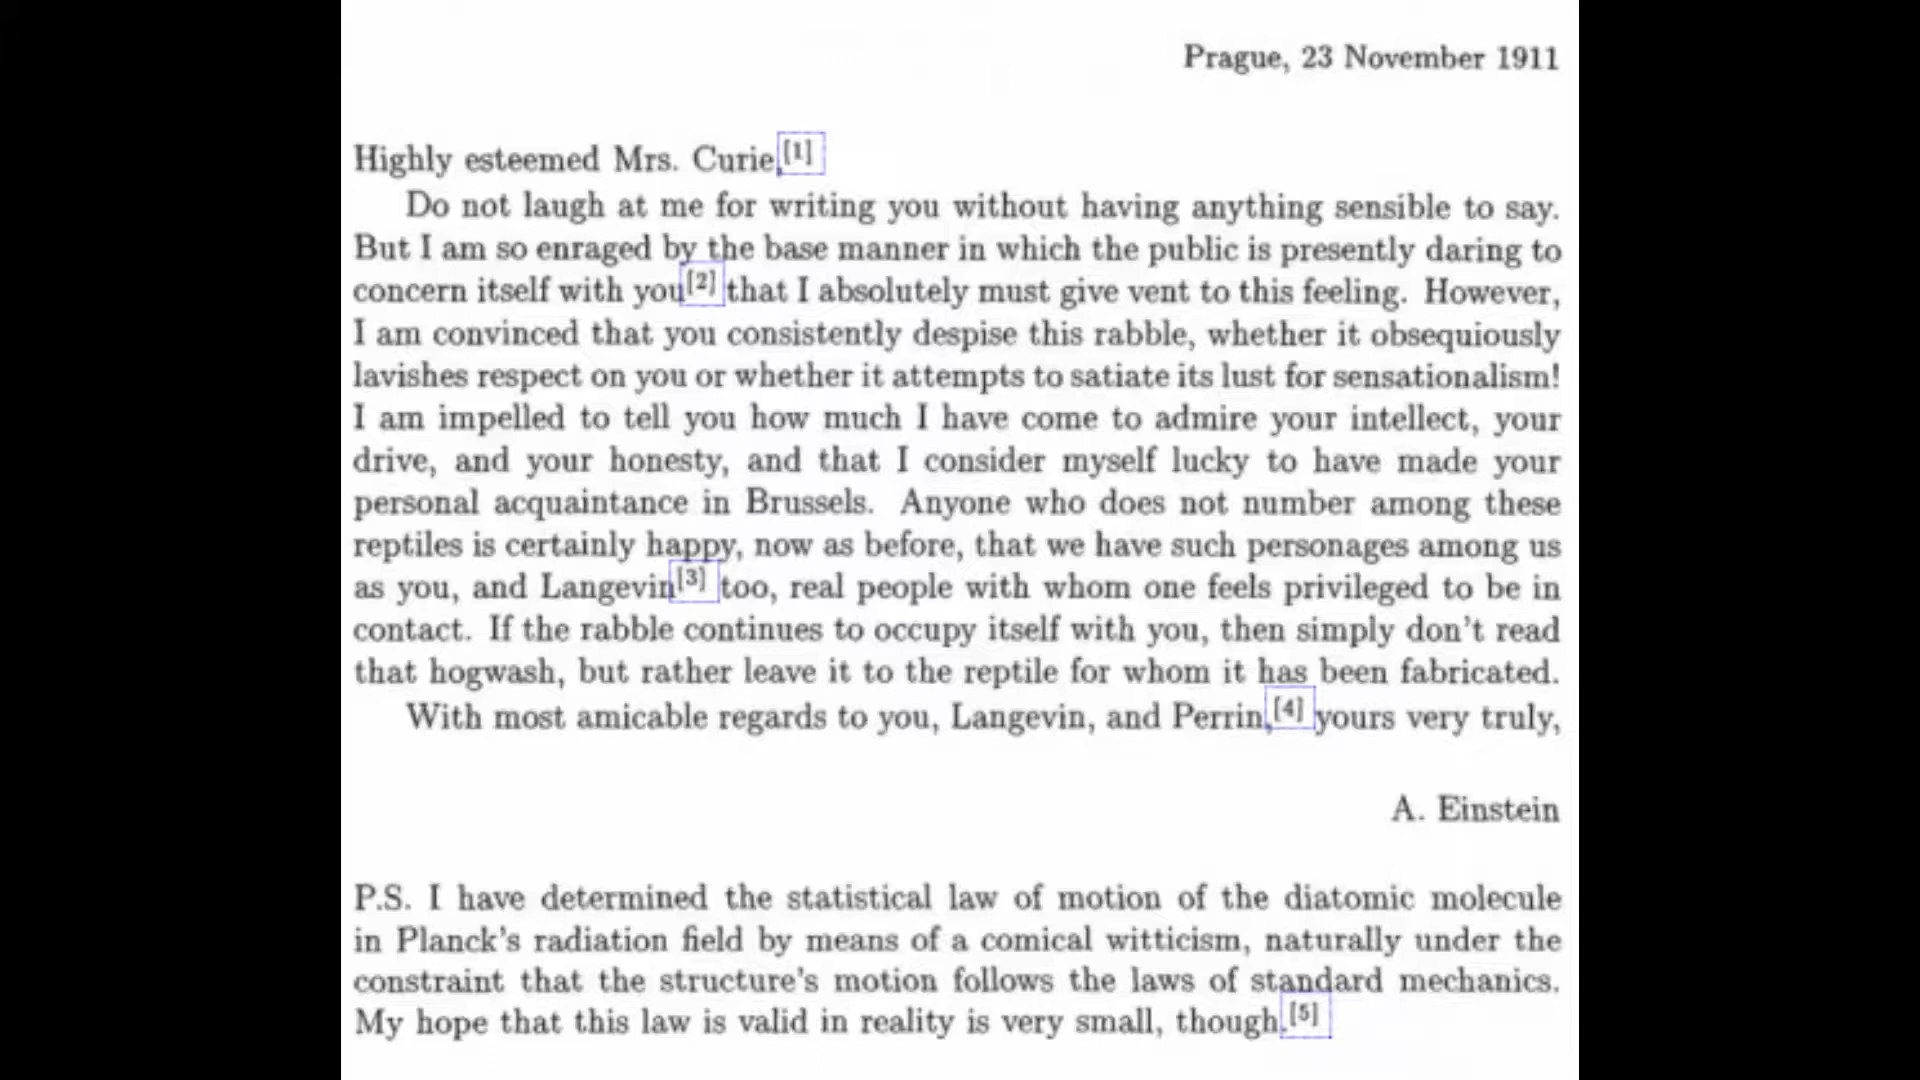 Prague, 23 November 1911
Highly esteemed Mrs. Curie,[1]
Do not laugh at me for writing you without having anything sensible to say.
But I am so enraged by the base manner in which the public is presently daring to
concern itself with you[2] that I absolutely must give vent to this feeling. However,
I am convinced that you consistently despise this rabble, whether it obsequiously
lavishes respect on you or whether it attempts to satiate its lust for sensationalism!
I am impelled to tell you how much I have come to admire your intellect, your
drive, and your honesty, and that I consider myself lucky to have made your
personal acquaintance in Brussels. Anyone who does not number among these
reptiles is certainly happy, now as before, that we have such personages among us
as you, and Langevin[3] too, real people with whom one feels privileged to be in
contact. If the rabble continues to occupy itself with you, then simply don't read
that hogwash, but rather leave it to the reptile for whom it has been fabricated.
With most amicable regards to you, Langevin, and Perrin,[4] yours very truly,
A. Einstein
P.S. I have determined the statistical law of motion of the diatomic molecule
in Planck's radiation field by means of a comical witticism, naturally under the
constraint that the structure's motion follows the laws of standard mechanics.
My hope that this law is valid in reality is very small, though.[5]